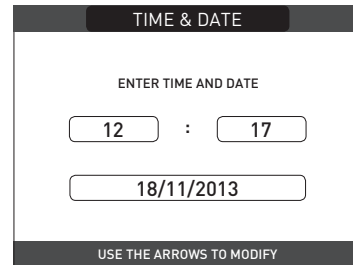 TIME & DATE
ENTER TIME AND DATE
12 : 17
18/11/2013
USE THE ARROWS TO MODIFY